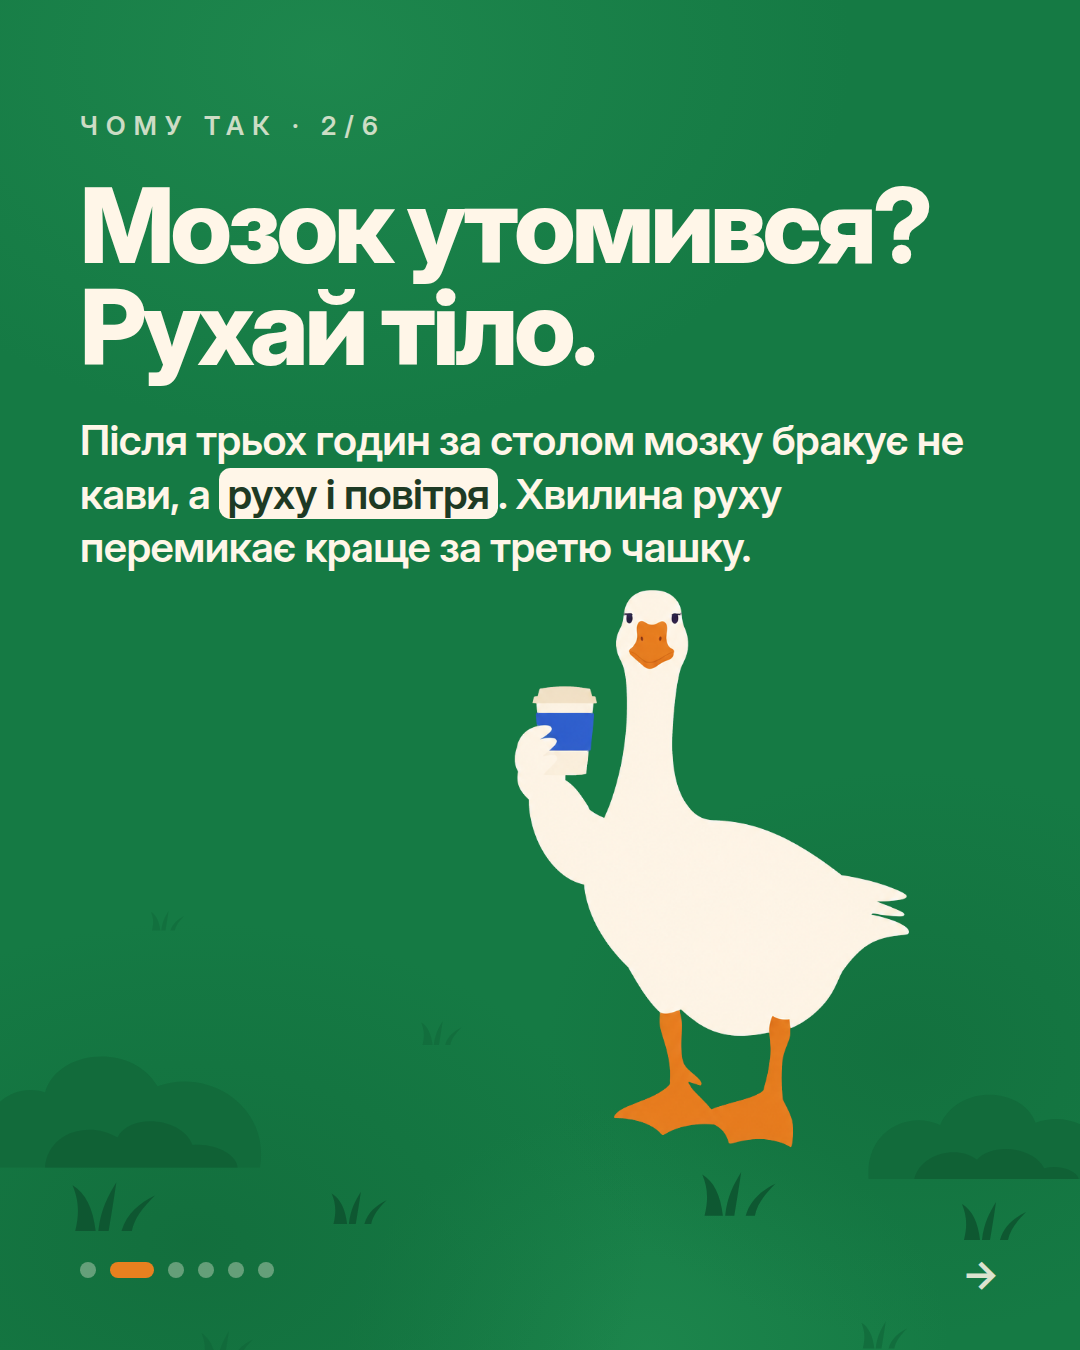 ЧОМУ ТАК · 2/6
Мозок утомився?
Рухай тіло.
Після трьох годин за столом мозку бракує не
кави, а руху і повітря. Хвилина руху
перемикає краще за третю чашку.